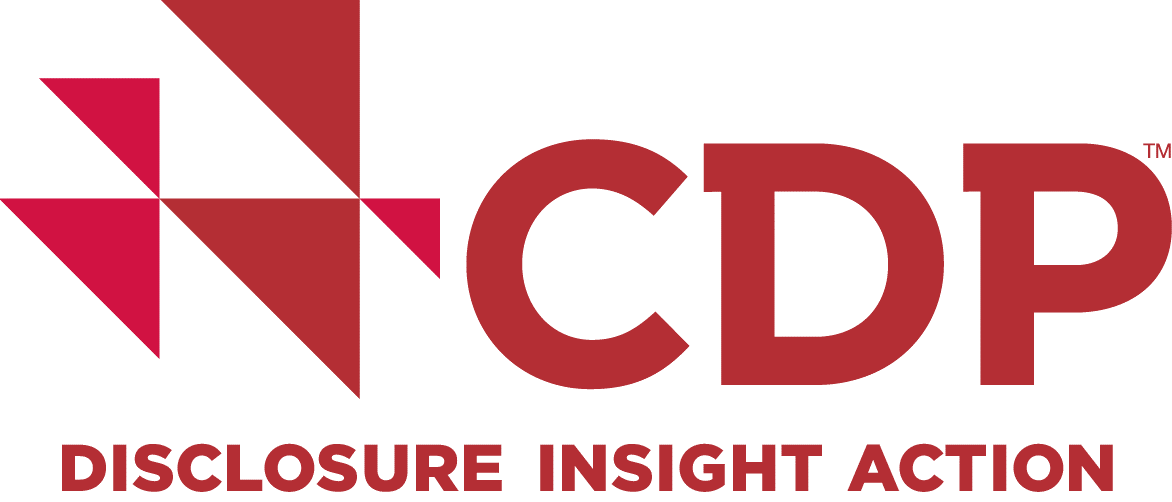 CDP™
DISCLOSURE INSIGHT ACTION